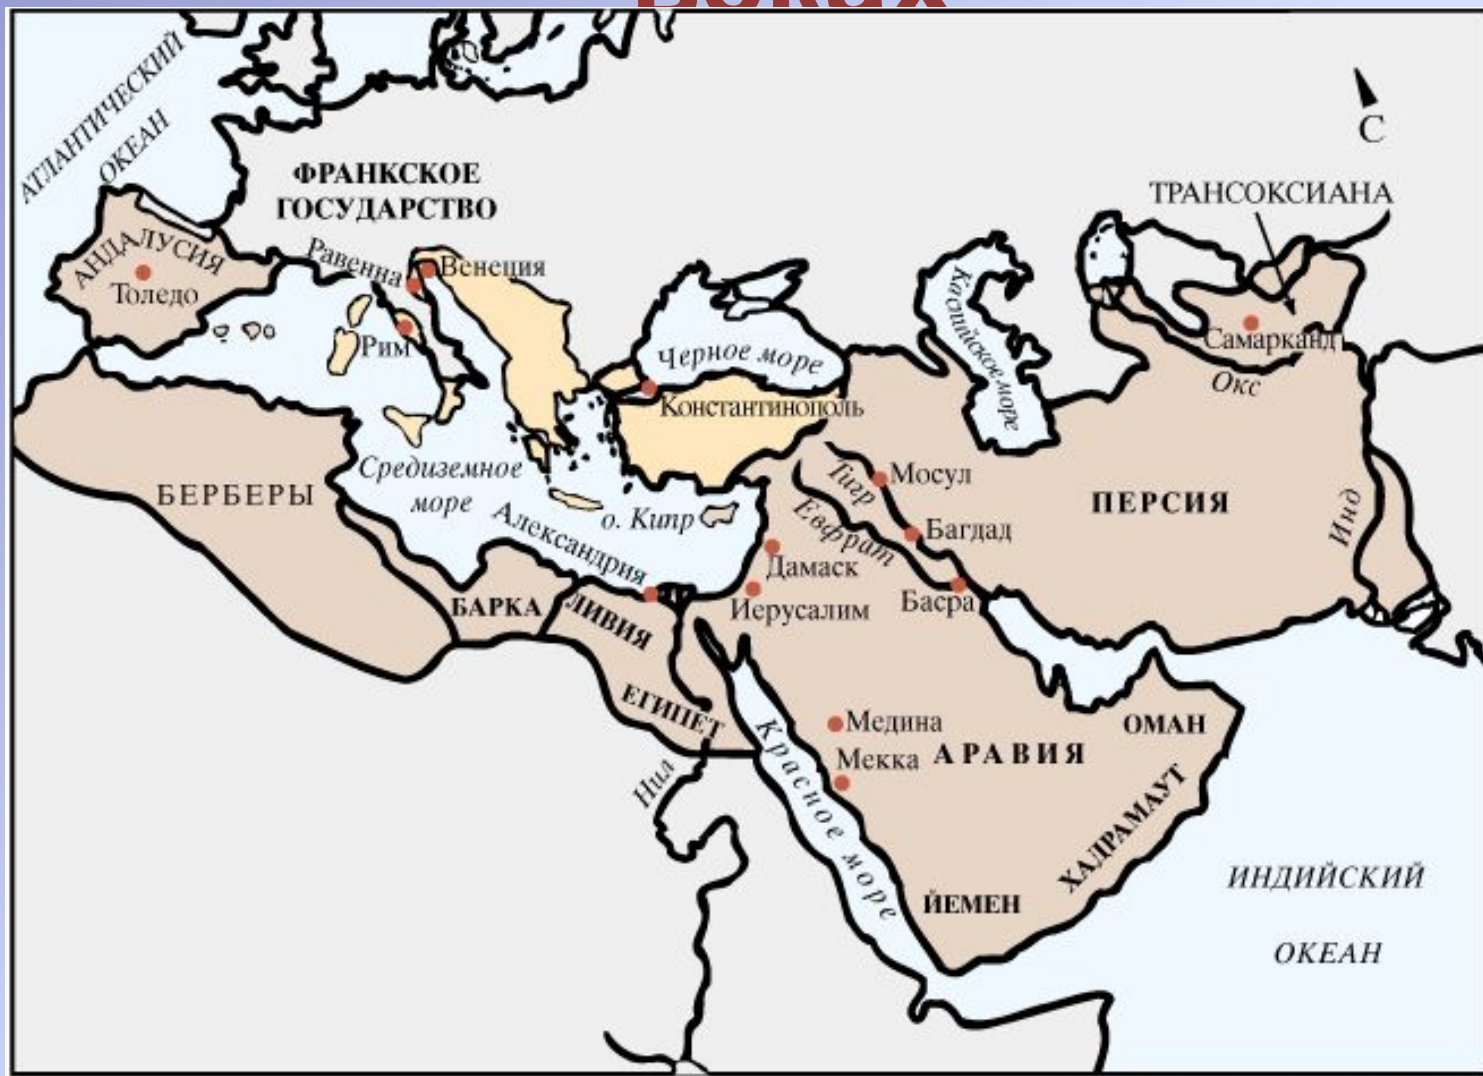 веках
АТЛАНТИЧЕСКИЙ
ОКЕАН
С
ФРАНКСКОЕ
ГОСУДАРСТВО
ТРАНСОКСИАНА
АНДАЛУСИЯ
Толедо
Равенна
Венеция
Рим
Черное море
Каспийское море
Самарканд
Окс
Константинополь
Средиземное
море
БЕРБЕРЫ
Александрия
о. Кипр
Тигр
Мосул
Евфрат
Багдад
ПЕРСИЯ
Инд
Дамаск
Иерусалим
Басра
БАРКА
ЛИВИЯ
ЕГИПЕТ
Нил
Красное море
Медина
Мекка
АРАВИЯ
ОМАН
ХАДРАМАУТ
ЙЕМЕН
ИНДИЙСКИЙ
ОКЕАН